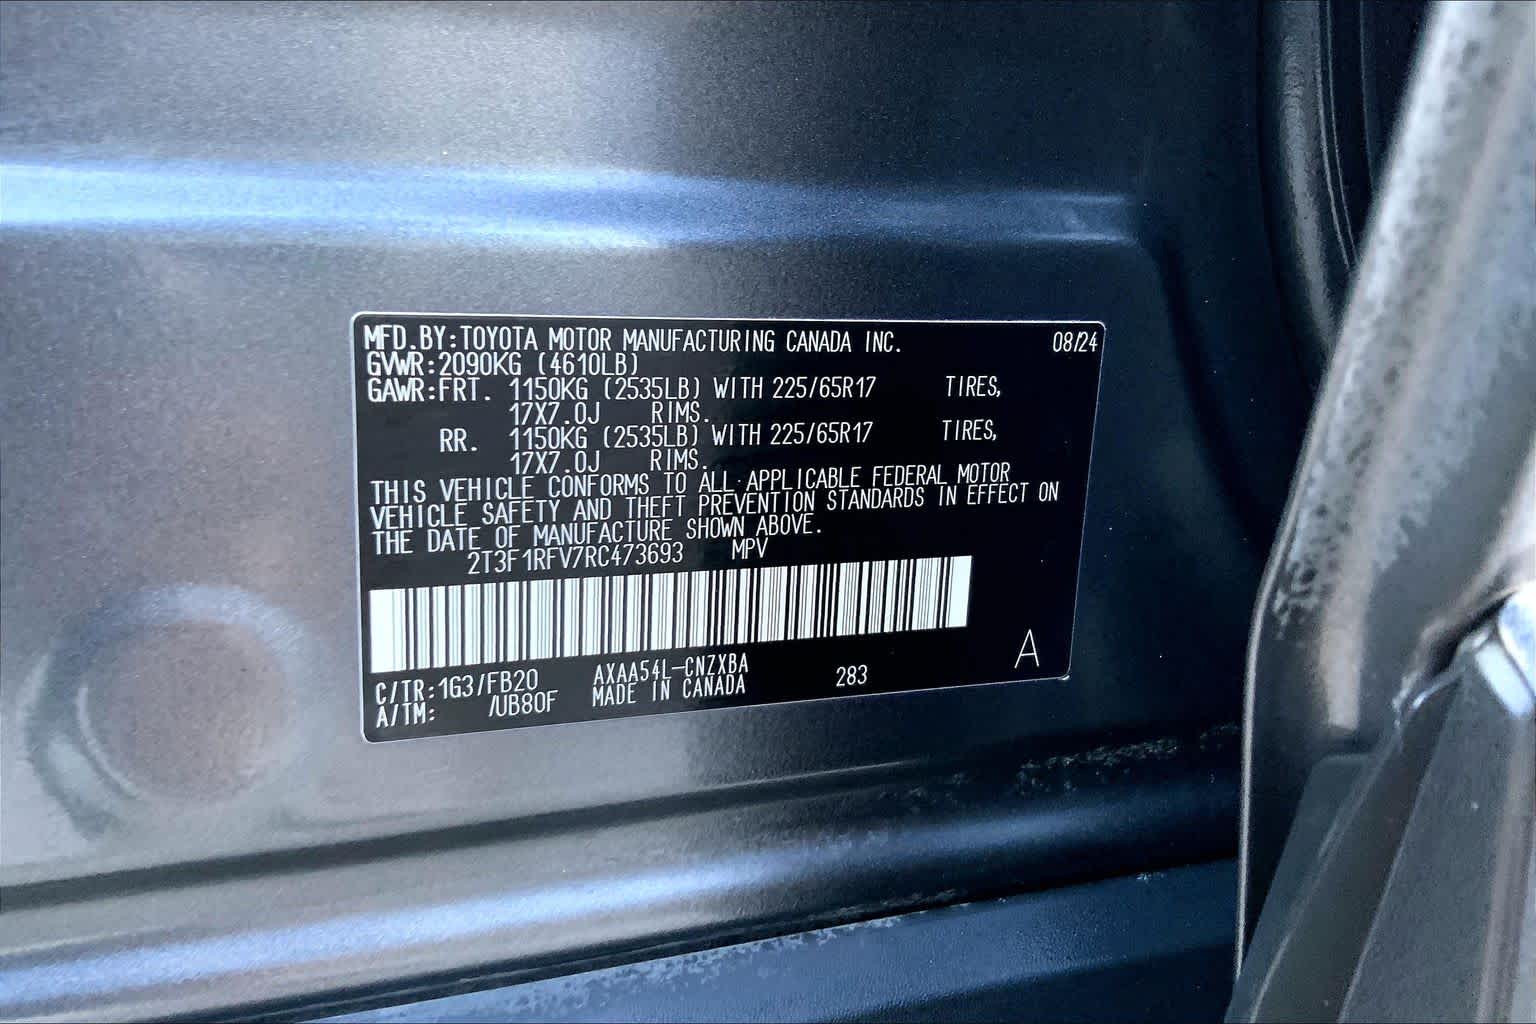 MFD.BY:TOYOTA MOTOR MANUFACTURING CANADA INC. 08/24
GVWR:2090KG (4610LB)
GAWR:FRT. 1150KG (2535LB) WITH 225/65R17 TIRES,
17X7.0J RIMS.
RR. 1150KG (2535LB) WITH 225/65R17 TIRES,
17X7.0J RIMS.
THIS VEHICLE CONFORMS TO ALL APPLICABLE FEDERAL MOTOR
VEHICLE SAFETY AND THEFT PREVENTION STANDARDS IN EFFECT ON
THE DATE OF MANUFACTURE SHOWN ABOVE.
2T3F1RFV7RC473693 MPV
C/TR:1G3/FB20 AXAA54L-CNZXBA 283 A
A/TM: /UB80F MADE IN CANADA